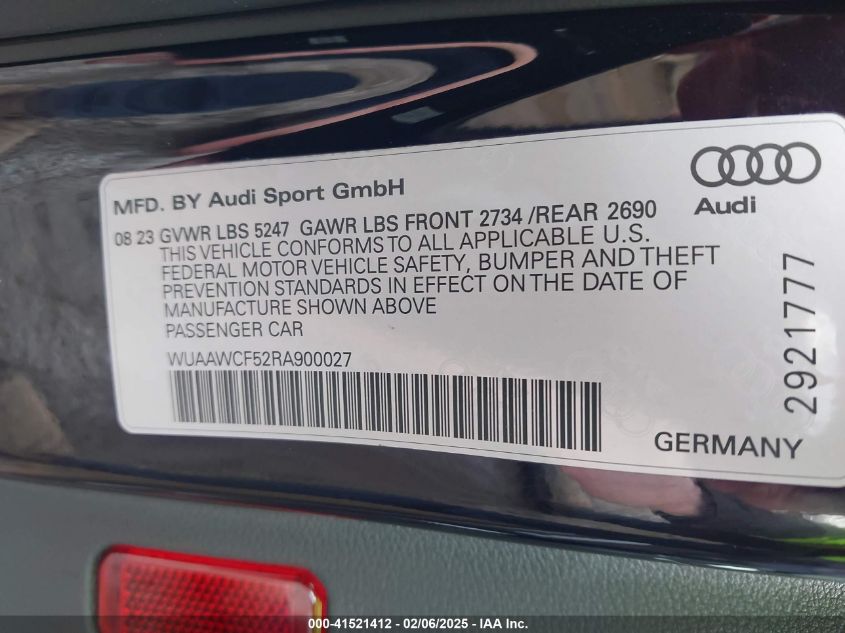 MFD. BY Audi Sport GmbH
Audi
08 23 GVWR LBS 5247 GAWR LBS FRONT 2734 /REAR 2690
THIS VEHICLE CONFORMS TO ALL APPLICABLE U.S.
FEDERAL MOTOR VEHICLE SAFETY, BUMPER AND THEFT
PREVENTION STANDARDS IN EFFECT ON THE DATE OF
MANUFACTURE SHOWN ABOVE
PASSENGER CAR
WUAAWCF52RA900027
2921777
GERMANY
000-41521412 - 02/06/2025 - IAA Inc.